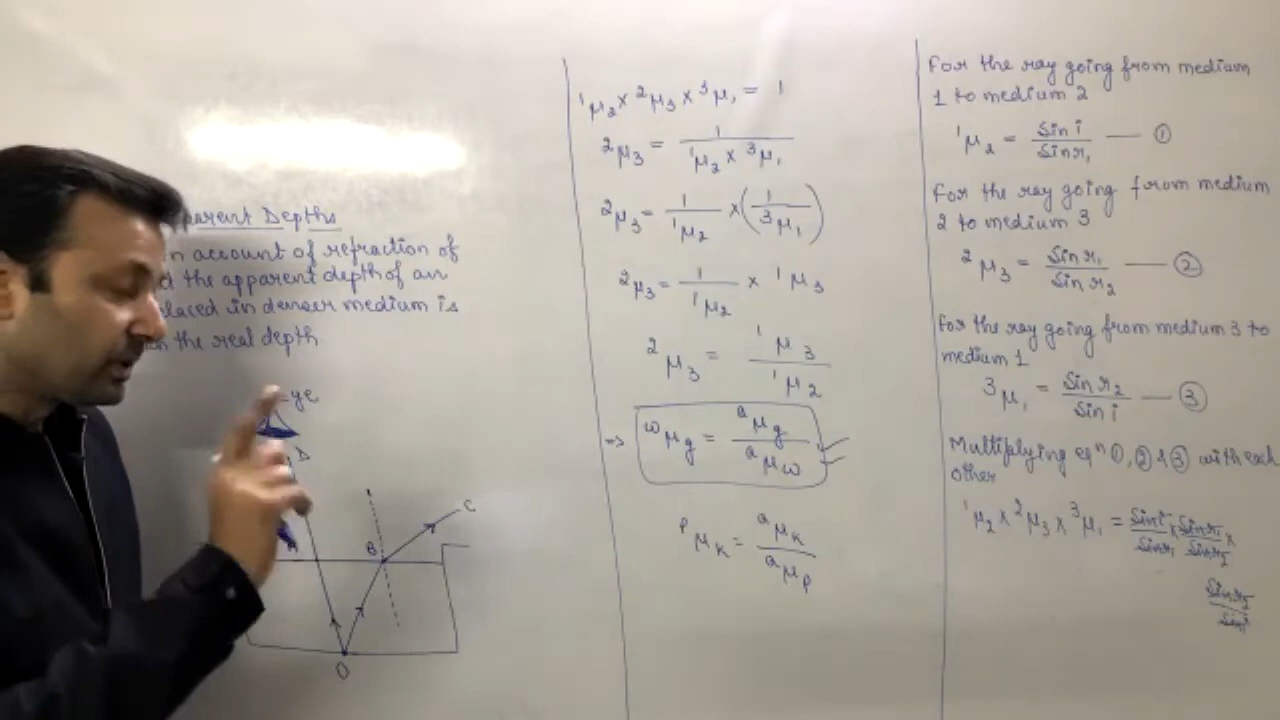 parent Depths
n account of refraction of
the apparent depth of an
placed in denser medium is
the real depth
D
A
B
C
O
¹μ₂ × ²μ₃ × ³μ₁ = 1
²μ₃ = 1 / ¹μ₂ × ³μ₁
²μ₃ = 1 / ¹μ₂ × (1 / ³μ₁)
²μ₃ = 1 / ¹μ₂ × ¹μ₃
²μ₃ = ¹μ₃ / ¹μ₂
⇒ ʷμg = ᵃμg / ᵃμw
ᵖμk = ᵃμk / ᵃμp
For the ray going from medium
1 to medium 2
¹μ₂ = Sin i / Sin r₁ — ①
For the ray going from medium
2 to medium 3
²μ₃ = Sin r₁ / Sin r₂ — ②
For the ray going from medium 3 to
medium 1
³μ₁ = Sin r₂ / Sin i — ③
Multiplying eqⁿ ①, ② & ③ with each
other
¹μ₂ × ²μ₃ × ³μ₁ = Sin i / Sin r₁ × Sin r₁ / Sin r₂ ×
Sin r₂ / Sin i